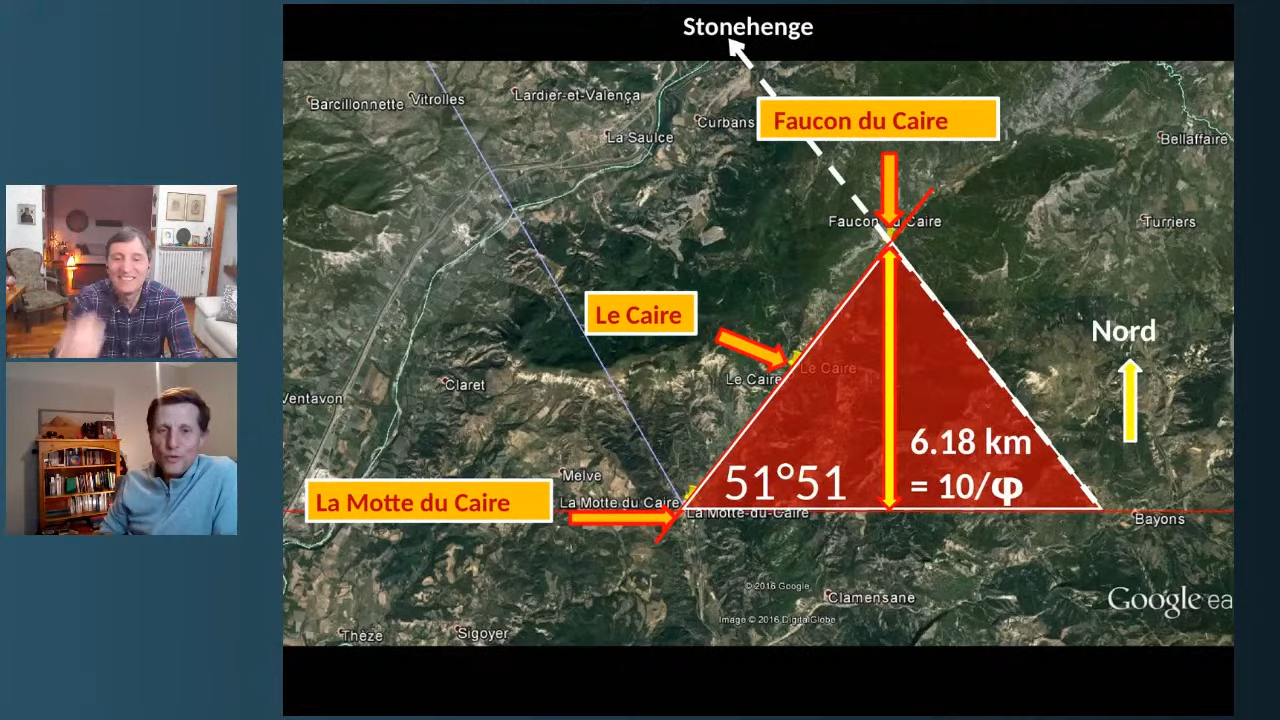 Stonehenge
Barcillonnette
Vitrolles
Lardier-et-Valença
Curbans
Faucon du Caire
La Saulce
Bellaffaire
Faucon du Caire
Turriers
Le Caire
Nord
Le Caire
Le Caire
Claret
Ventavon
6.18 km
= 10/φ
51°51
Melve
La Motte du Caire
La Motte du Caire
La Motte-du-Caire
Bayons
© 2016 Google
Clamensane
Google ea
Image © 2016 DigitalGlobe
Thèze
Sigoyer